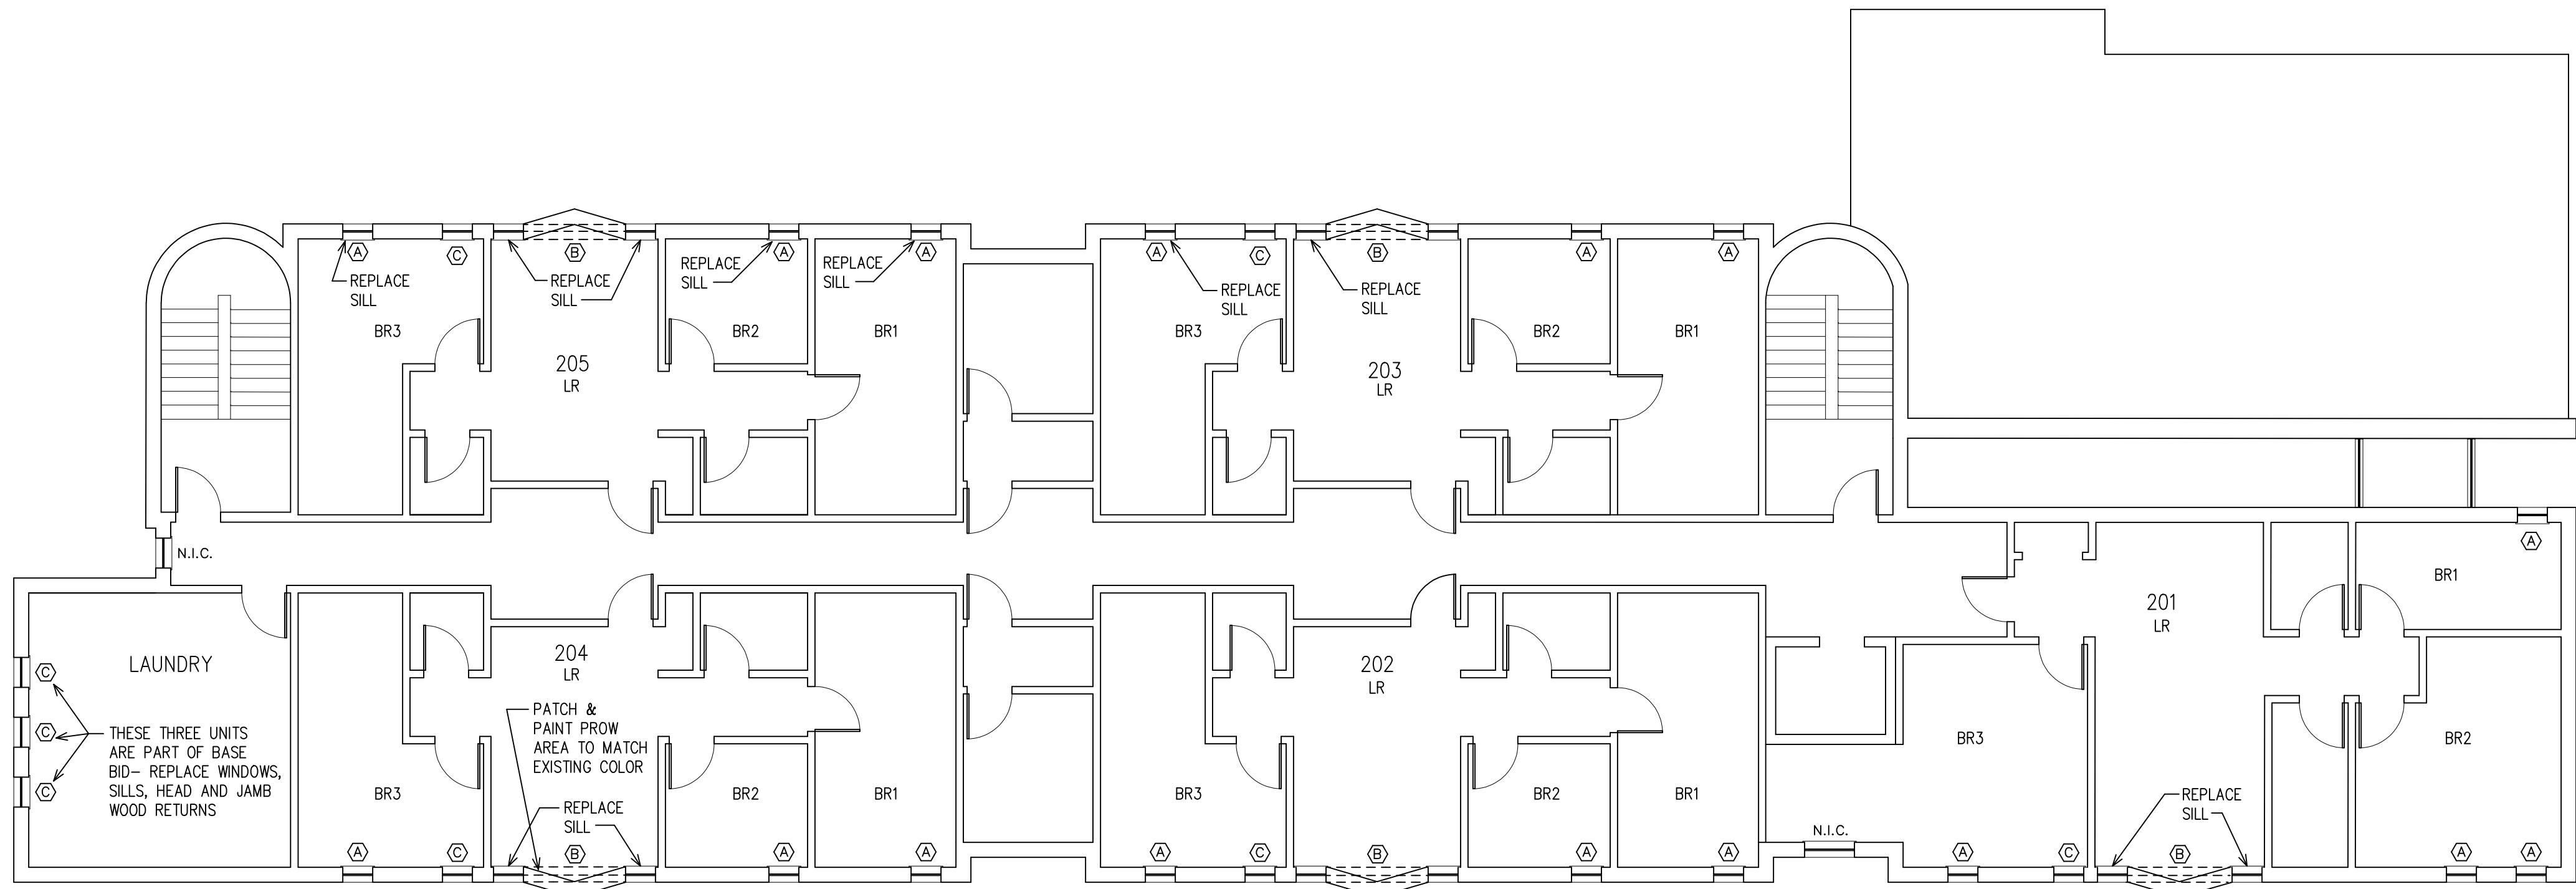 A
C
B
A
A
A
C
B
A
A
REPLACE
SILL
REPLACE
SILL
REPLACE
SILL
REPLACE
SILL
REPLACE
SILL
REPLACE
SILL
BR3
205
LR
BR2
BR1
BR3
203
LR
BR2
BR1
N.I.C.
A
BR1
201
LR
LAUNDRY
C
C
C
THESE THREE UNITS
ARE PART OF BASE
BID- REPLACE WINDOWS,
SILLS, HEAD AND JAMB
WOOD RETURNS
204
LR
PATCH &
PAINT PROW
AREA TO MATCH
EXISTING COLOR
202
LR
BR3
BR2
BR3
BR2
BR1
BR3
BR2
BR1
REPLACE
SILL
REPLACE
SILL
N.I.C.
A
C
B
A
A
A
C
B
A
A
A
C
B
A
A